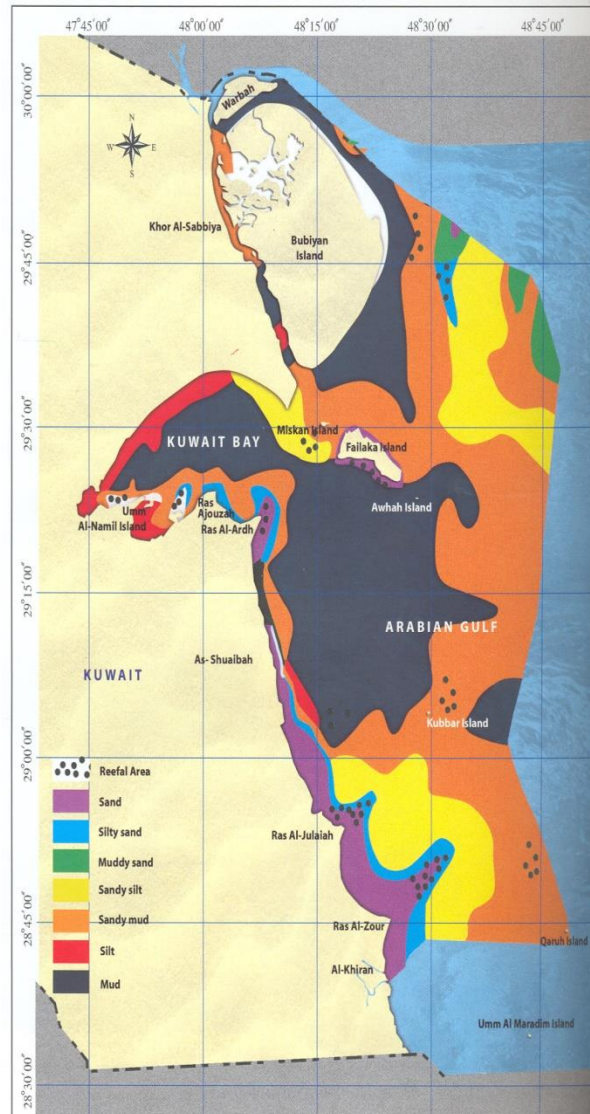 47°45´00˝
48°00´00˝
48°15´00˝
48°30´00˝
48°45´00˝
30°00´00˝
29°45´00˝
29°30´00˝
29°15´00˝
29°00´00˝
28°45´00˝
28°30´00˝
N
W E
S
Warbah
Khor Al-Sabbiya
Bubiyan
Island
Miskan Island
Failaka Island
KUWAIT BAY
Umm
Al-Namil Island
Ras
Ajouzah
Ras Al-Ardh
Awhah Island
ARABIAN GULF
As- Shuaibah
KUWAIT
Kubbar Island
Ras Al-Julaiah
Ras Al-Zour
Al-Khiran
Qaruh Island
Umm Al Maradim Island
Reefal Area
Sand
Silty sand
Muddy sand
Sandy silt
Sandy mud
Silt
Mud